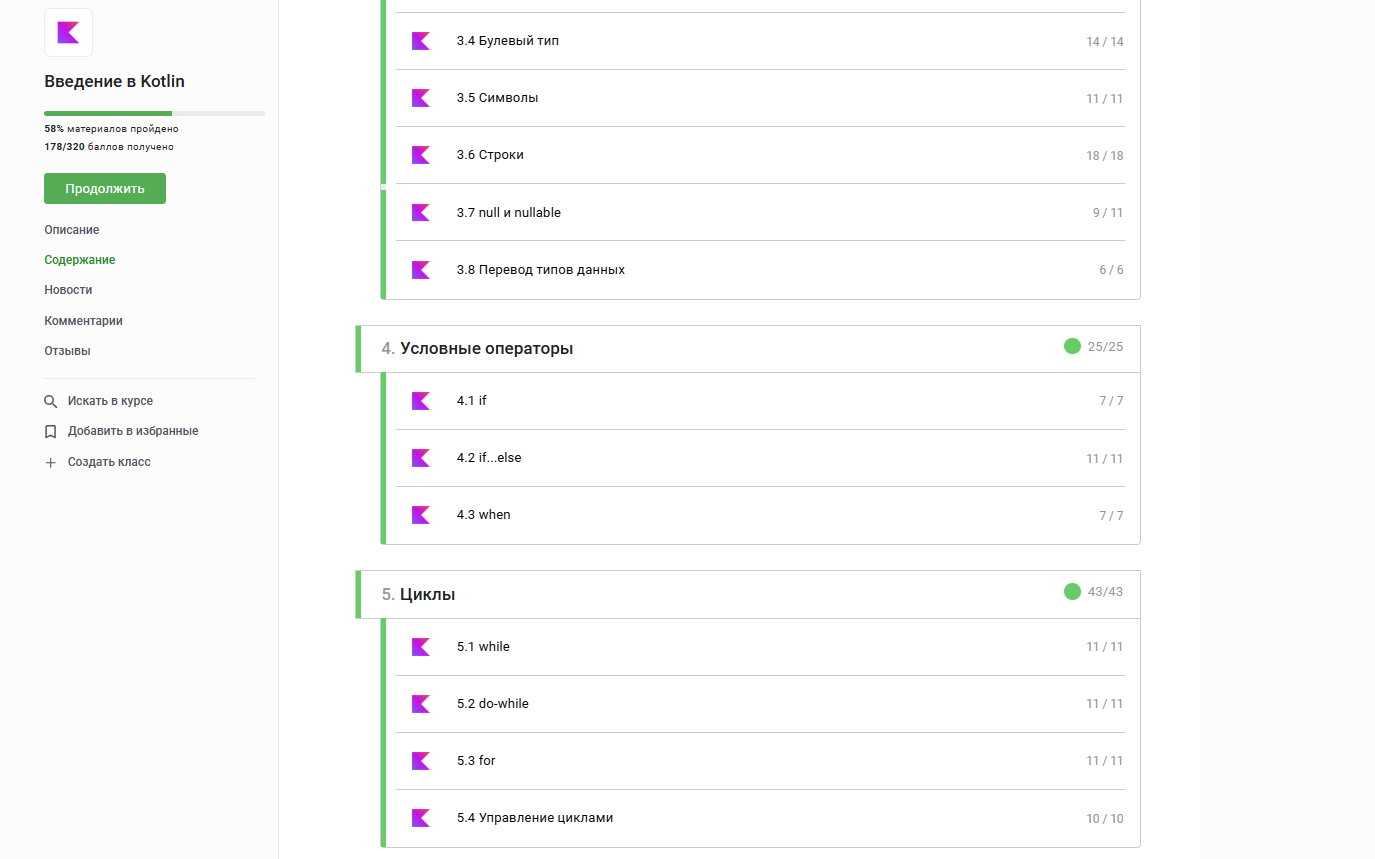 Введение в Kotlin
58% материалов пройдено
178/320 баллов получено
Продолжить
Описание
Содержание
Новости
Комментарии
Отзывы
Искать в курсе
Добавить в избранные
Создать класс
3.4 Булевый тип 14 / 14
3.5 Символы 11 / 11
3.6 Строки 18 / 18
3.7 null и nullable 9 / 11
3.8 Перевод типов данных 6 / 6
4. Условные операторы 25/25
4.1 if 7 / 7
4.2 if...else 11 / 11
4.3 when 7 / 7
5. Циклы 43/43
5.1 while 11 / 11
5.2 do-while 11 / 11
5.3 for 11 / 11
5.4 Управление циклами 10 / 10